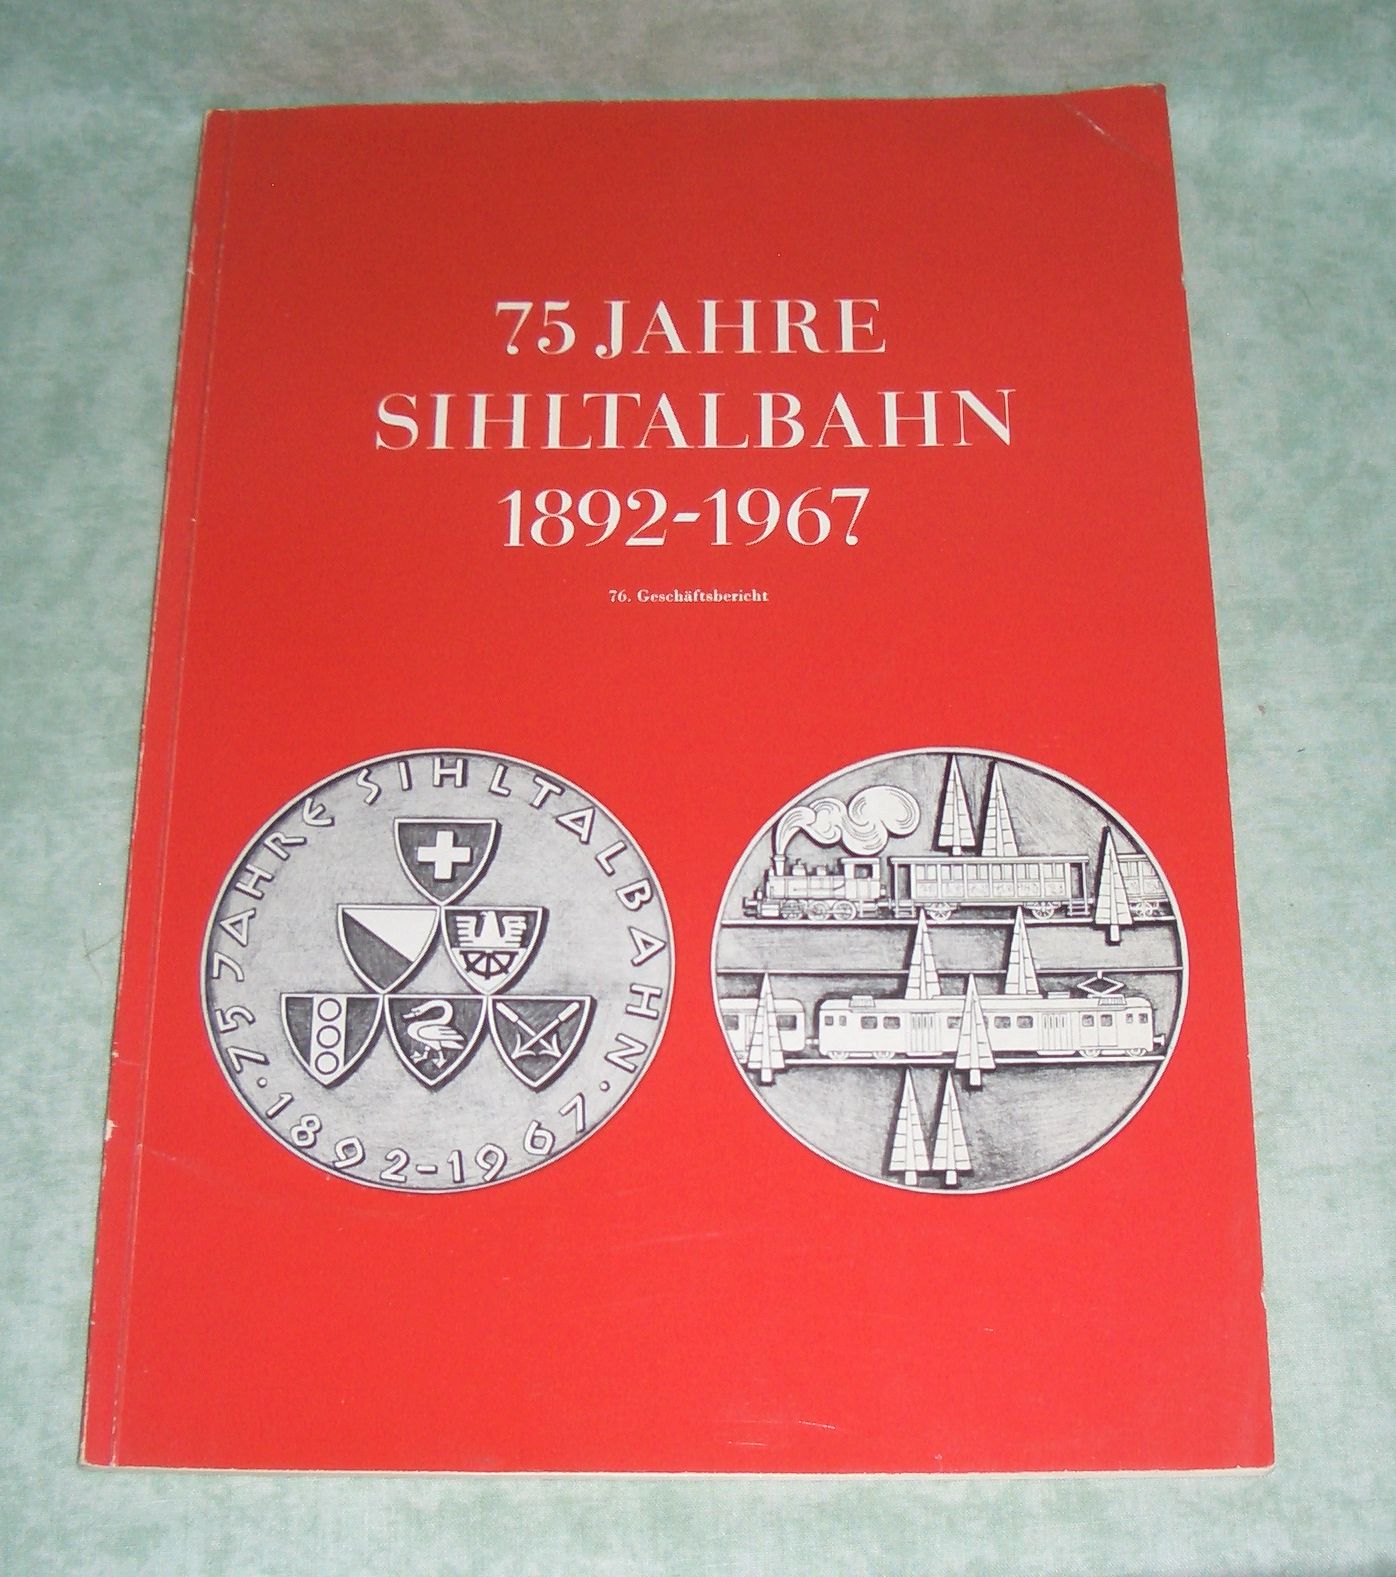 75 JAHRE
SIHLTALBAHN
1892-1967
76. Geschäftsbericht
75 JAHRE SIHLTALBAHN
· 1892-1967 ·